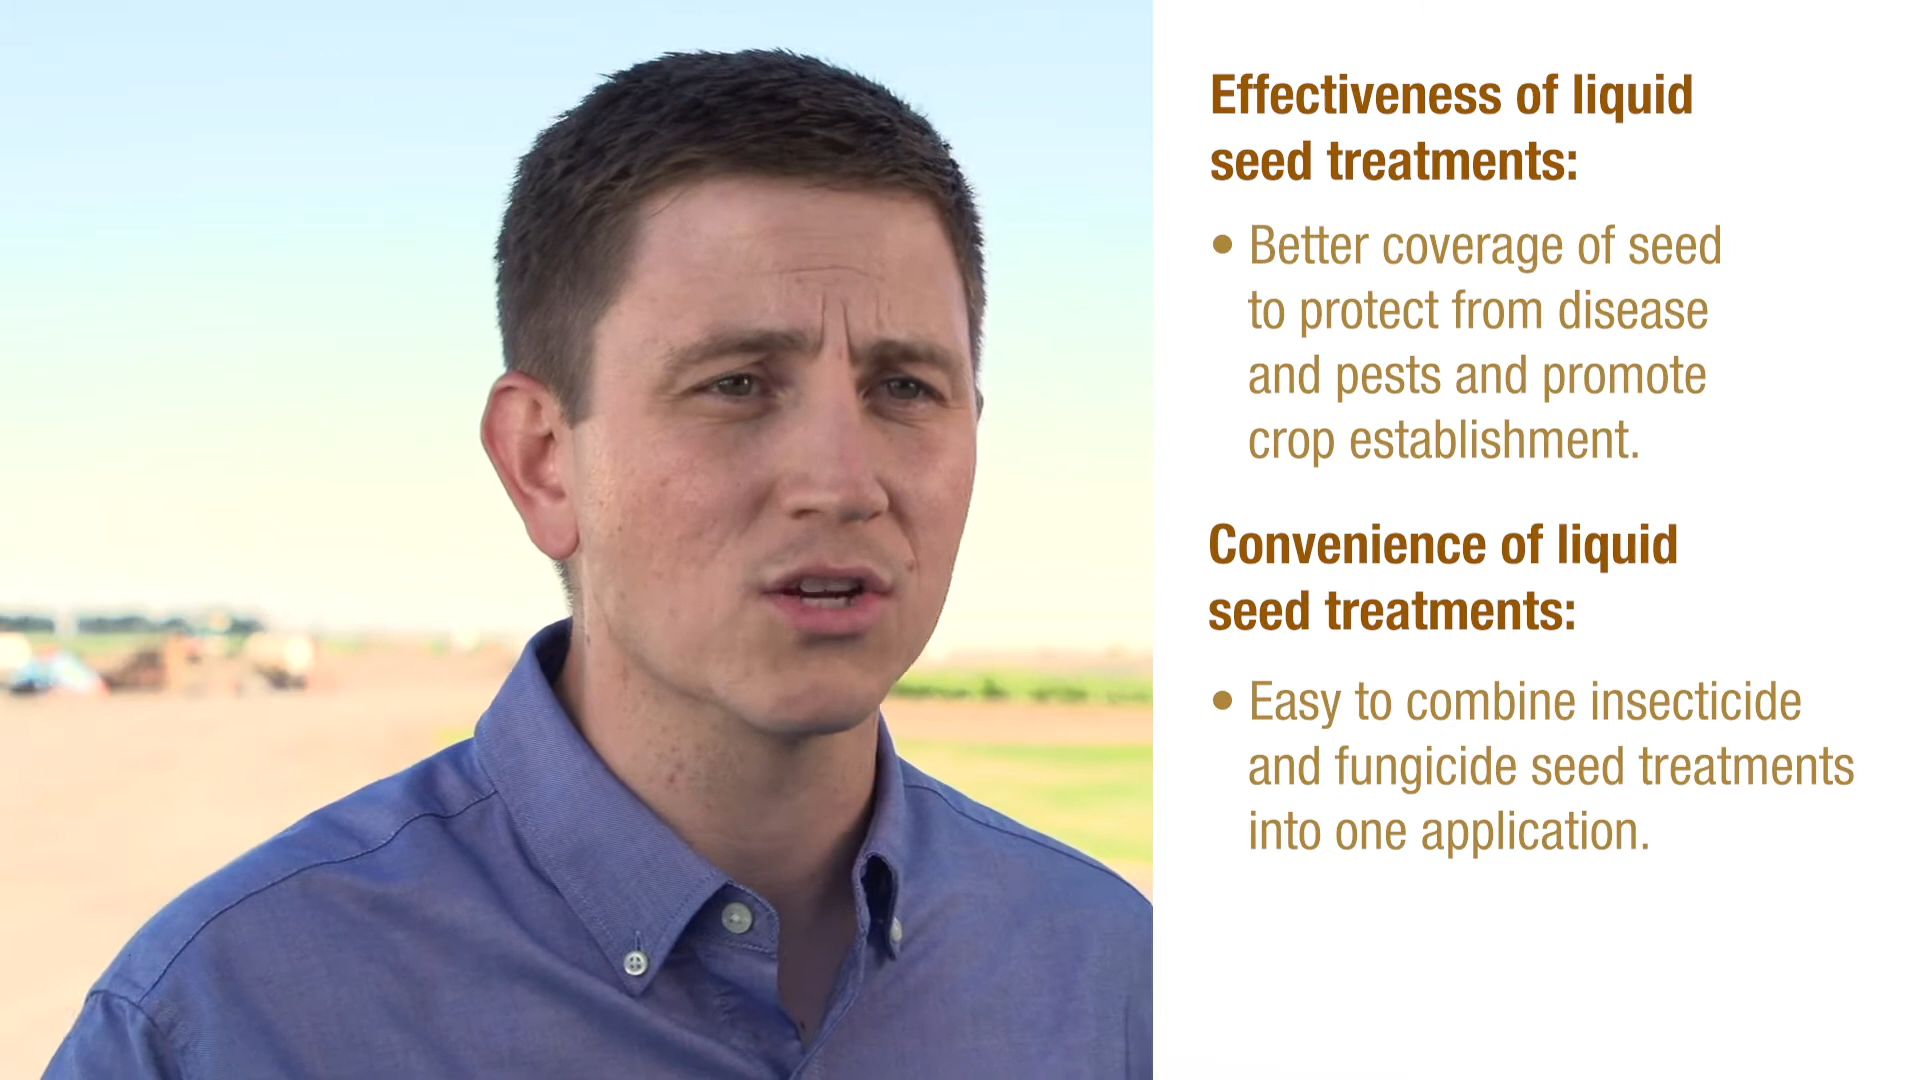 Effectiveness of liquid
seed treatments:
• Better coverage of seed
to protect from disease
and pests and promote
crop establishment.
Convenience of liquid
seed treatments:
• Easy to combine insecticide
and fungicide seed treatments
into one application.